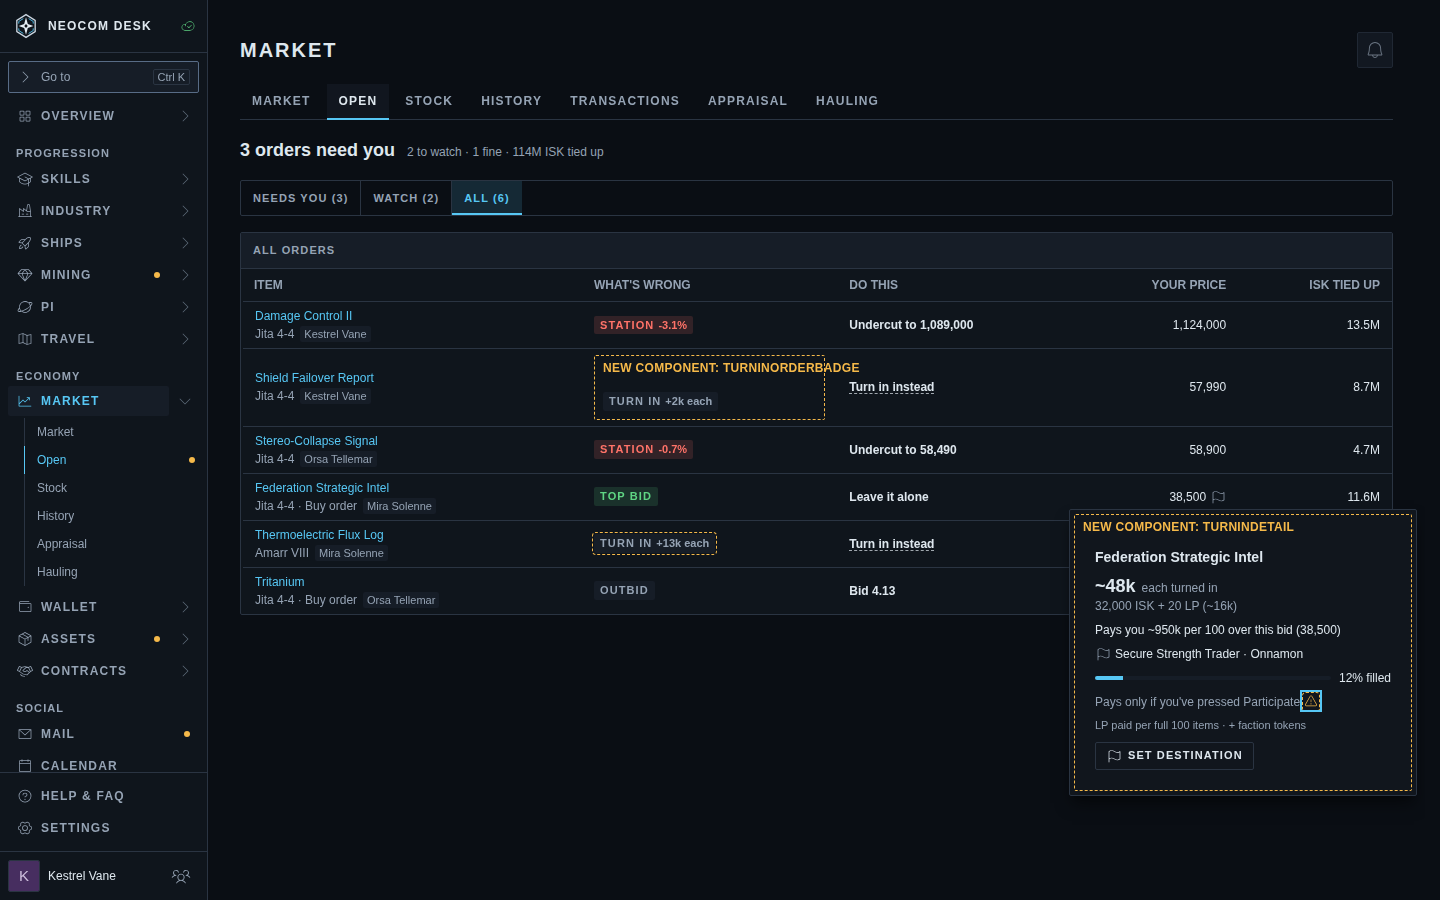 NEOCOM DESK
Go to Ctrl K
OVERVIEW
PROGRESSION
SKILLS
INDUSTRY
SHIPS
MINING
PI
TRAVEL
ECONOMY
MARKET
Market
Open
Stock
History
Appraisal
Hauling
WALLET
ASSETS
CONTRACTS
SOCIAL
MAIL
CALENDAR
HELP & FAQ
SETTINGS
K Kestrel Vane
MARKET
MARKET OPEN STOCK HISTORY TRANSACTIONS APPRAISAL HAULING
3 orders need you 2 to watch · 1 fine · 114M ISK tied up
NEEDS YOU (3) WATCH (2) ALL (6)
ALL ORDERS
ITEM WHAT'S WRONG DO THIS YOUR PRICE ISK TIED UP
Damage Control II
Jita 4-4 Kestrel Vane
STATION -3.1% Undercut to 1,089,000 1,124,000 13.5M
NEW COMPONENT: TURNINORDERBADGE
Shield Failover Report
Jita 4-4 Kestrel Vane
TURN IN +2k each Turn in instead 57,990 8.7M
Stereo-Collapse Signal
Jita 4-4 Orsa Tellemar
STATION -0.7% Undercut to 58,490 58,900 4.7M
Federation Strategic Intel
Jita 4-4 · Buy order Mira Solenne
TOP BID Leave it alone 38,500 11.6M
Thermoelectric Flux Log
Amarr VIII Mira Solenne
TURN IN +13k each Turn in instead
Tritanium
Jita 4-4 · Buy order Orsa Tellemar
OUTBID Bid 4.13
NEW COMPONENT: TURNINDETAIL
Federation Strategic Intel
~48k each turned in
32,000 ISK + 20 LP (~16k)
Pays you ~950k per 100 over this bid (38,500)
Secure Strength Trader · Onnamon
12% filled
Pays only if you've pressed Participate
LP paid per full 100 items · + faction tokens
SET DESTINATION